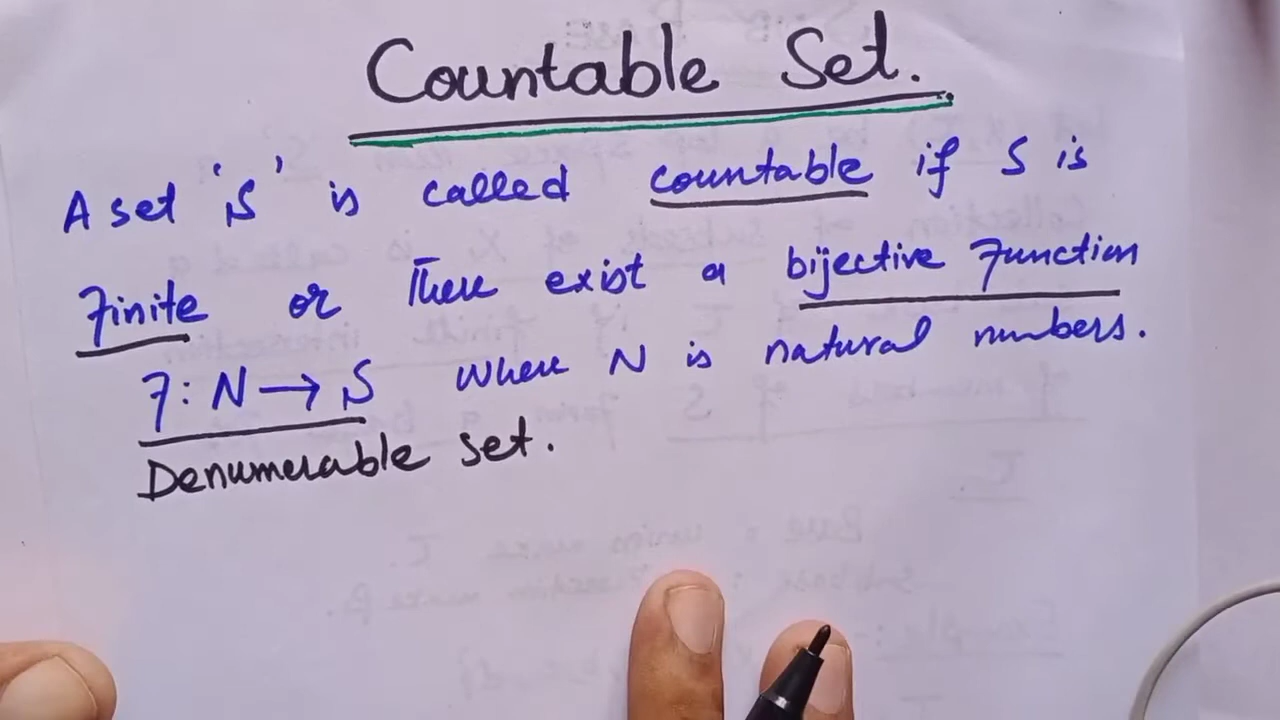 Countable Set.
A set 'S' is called countable if S is
Finite or There exist a bijective Function
F: N → S where N is natural numbers.
Denumerable set.